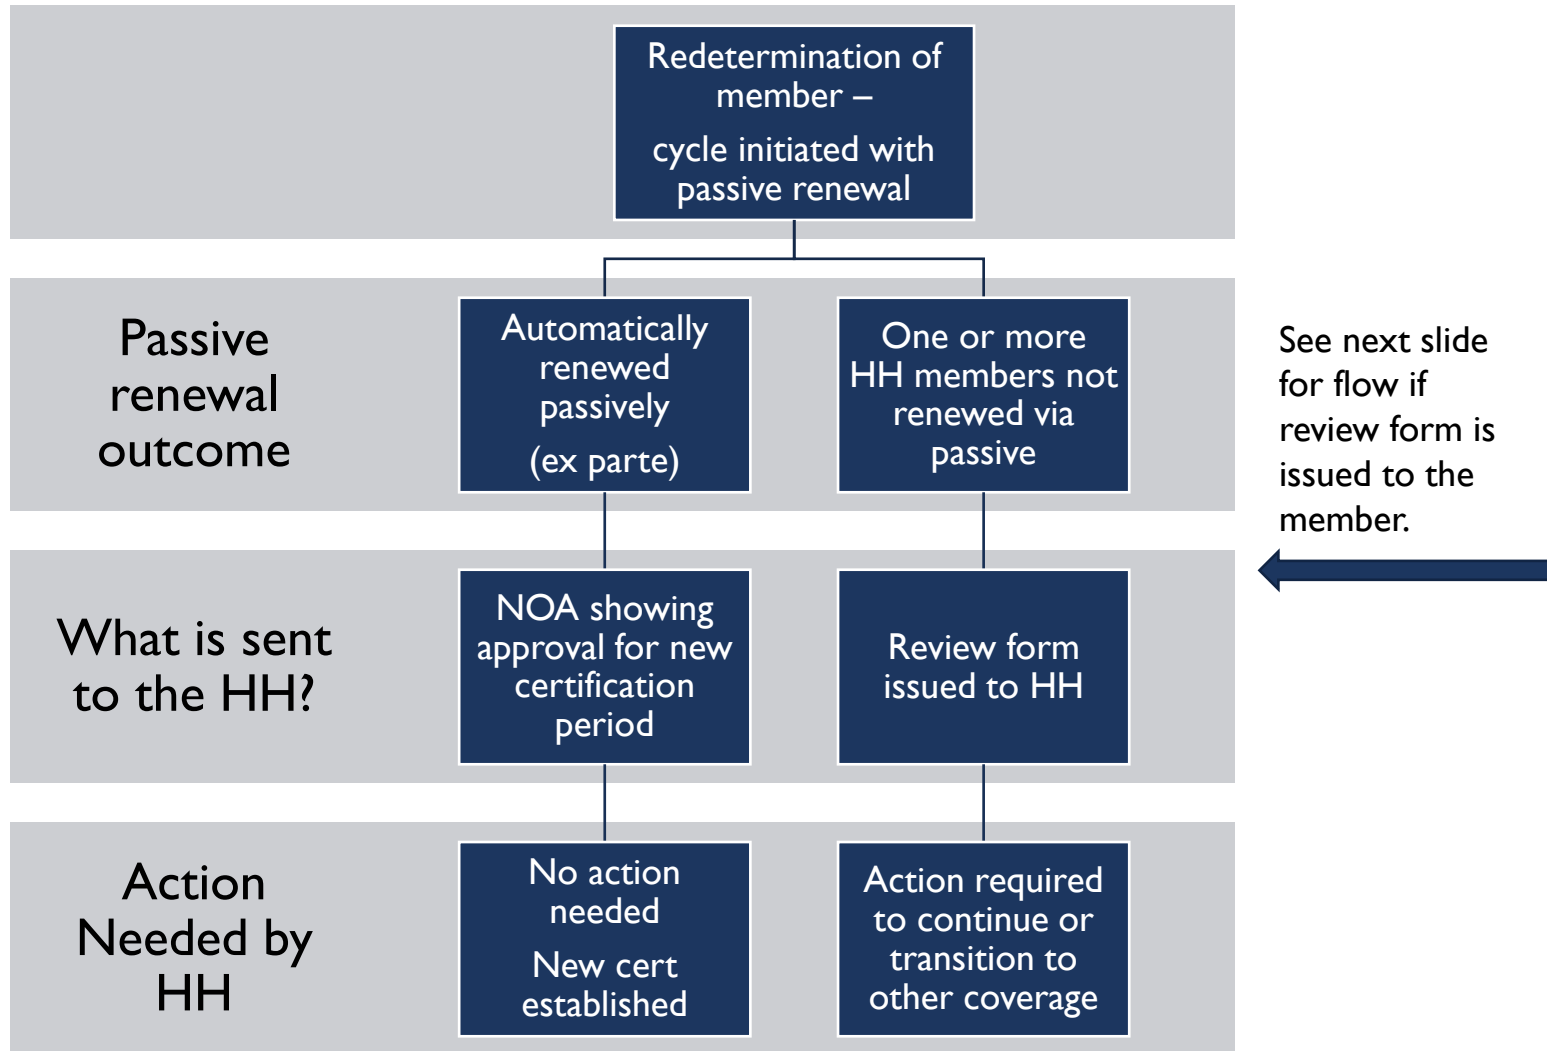 Redetermination of
member –
cycle initiated with
passive renewal
Passive
renewal
outcome
Automatically
renewed
passively
(ex parte)
One or more
HH members not
renewed via
passive
See next slide
for flow if
review form is
issued to the
member.
What is sent
to the HH?
NOA showing
approval for new
certification
period
Review form
issued to HH
Action
Needed by
HH
No action
needed
New cert
established
Action required
to continue or
transition to
other coverage